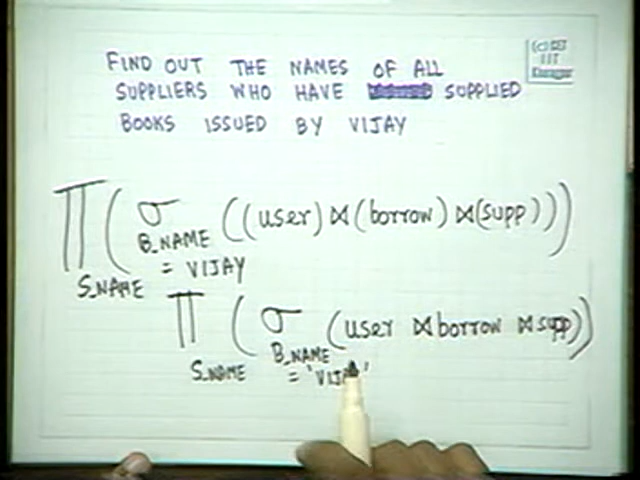 FIND OUT THE NAMES OF ALL
SUPPLIERS WHO HAVE SUPPLIED
BOOKS ISSUED BY VIJAY
(C) CET
IIT
Π ( σ ((user) ⋈ (borrow) ⋈ (supp)))
B_NAME
= VIJAY
S_NAME
Π ( σ (user ⋈ borrow ⋈ supp))
B_NAME
S_NAME = 'VIJAY'